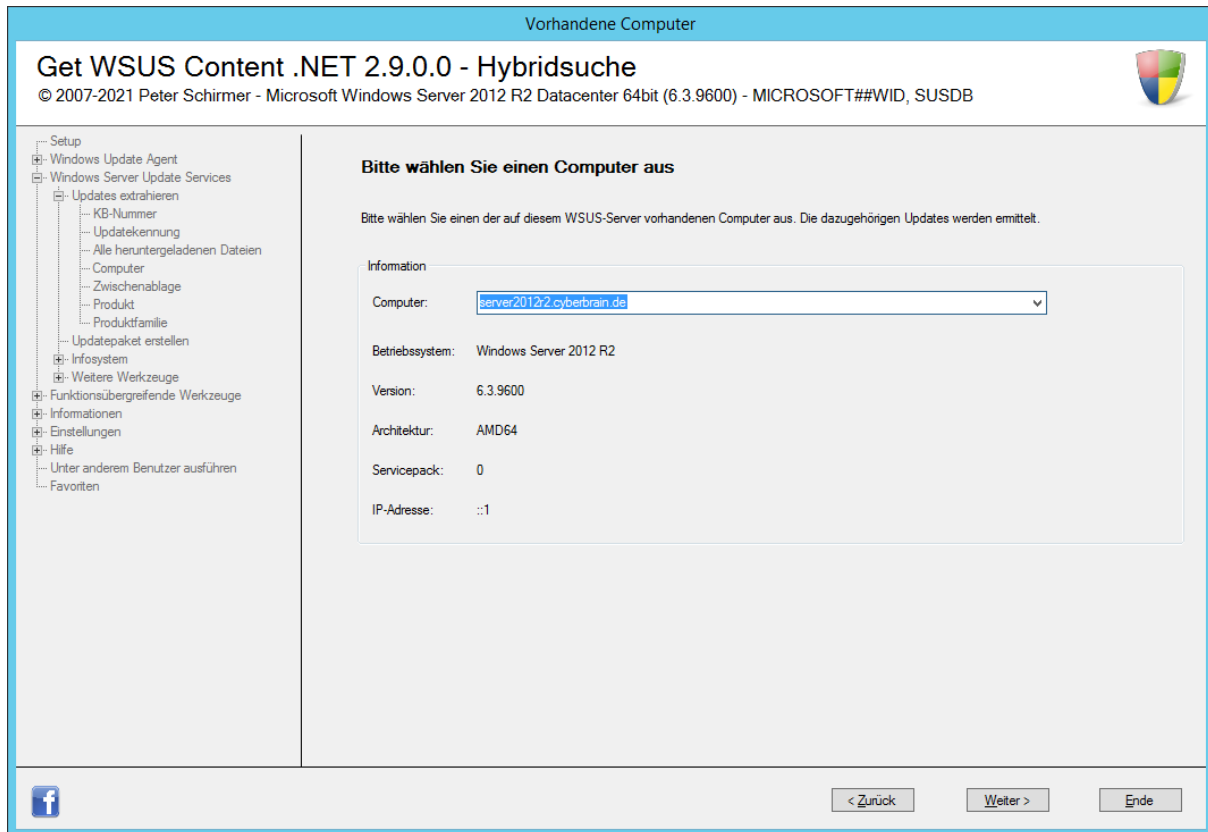 Vorhandene Computer
Get WSUS Content .NET 2.9.0.0 - Hybridsuche
© 2007-2021 Peter Schirmer - Microsoft Windows Server 2012 R2 Datacenter 64bit (6.3.9600) - MICROSOFT##WID, SUSDB
Setup
Windows Update Agent
Windows Server Update Services
Updates extrahieren
KB-Nummer
Updatekennung
Alle heruntergeladenen Dateien
Computer
Zwischenablage
Produkt
Produktfamilie
Updatepaket erstellen
Infosystem
Weitere Werkzeuge
Funktionsübergreifende Werkzeuge
Informationen
Einstellungen
Hilfe
Unter anderem Benutzer ausführen
Favoriten
Bitte wählen Sie einen Computer aus
Bitte wählen Sie einen der auf diesem WSUS-Server vorhandenen Computer aus. Die dazugehörigen Updates werden ermittelt.
Information
Computer: server2012r2.cyberbrain.de
Betriebssystem: Windows Server 2012 R2
Version: 6.3.9600
Architektur: AMD64
Servicepack: 0
IP-Adresse: ::1
f
< Zurück Weiter > Ende